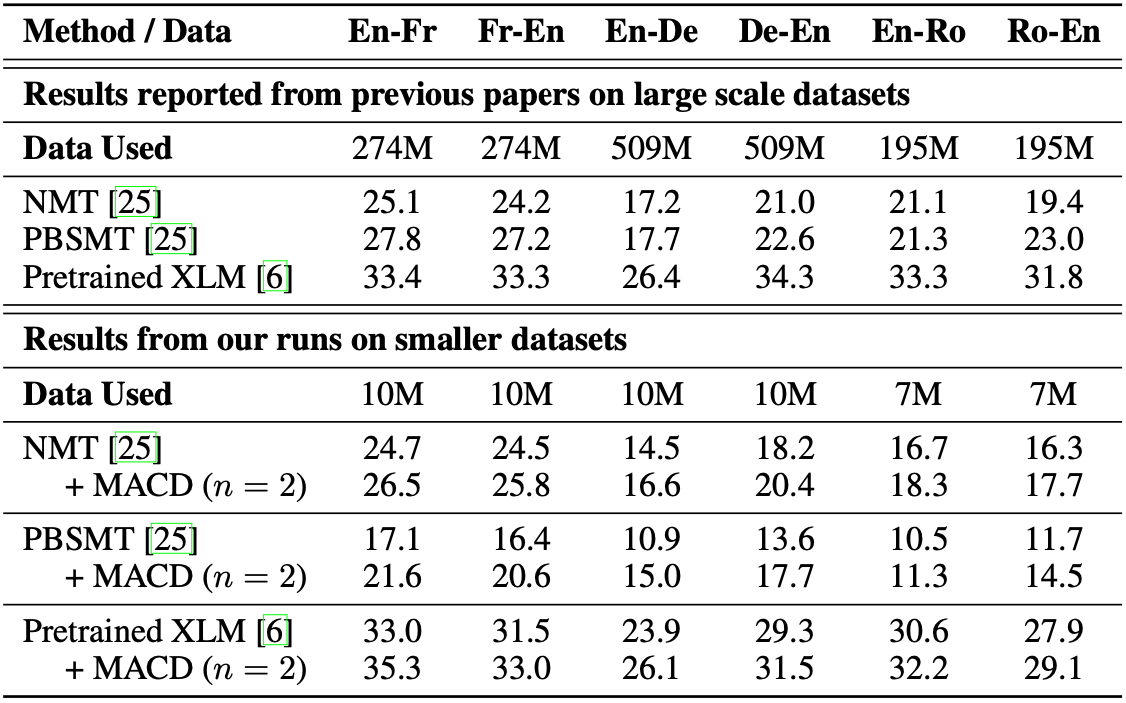 Method / Data En-Fr Fr-En En-De De-En En-Ro Ro-En
Results reported from previous papers on large scale datasets
Data Used 274M 274M 509M 509M 195M 195M
NMT [25] 25.1 24.2 17.2 21.0 21.1 19.4
PBSMT [25] 27.8 27.2 17.7 22.6 21.3 23.0
Pretrained XLM [6] 33.4 33.3 26.4 34.3 33.3 31.8
Results from our runs on smaller datasets
Data Used 10M 10M 10M 10M 7M 7M
NMT [25] 24.7 24.5 14.5 18.2 16.7 16.3
+ MACD (n = 2) 26.5 25.8 16.6 20.4 18.3 17.7
PBSMT [25] 17.1 16.4 10.9 13.6 10.5 11.7
+ MACD (n = 2) 21.6 20.6 15.0 17.7 11.3 14.5
Pretrained XLM [6] 33.0 31.5 23.9 29.3 30.6 27.9
+ MACD (n = 2) 35.3 33.0 26.1 31.5 32.2 29.1